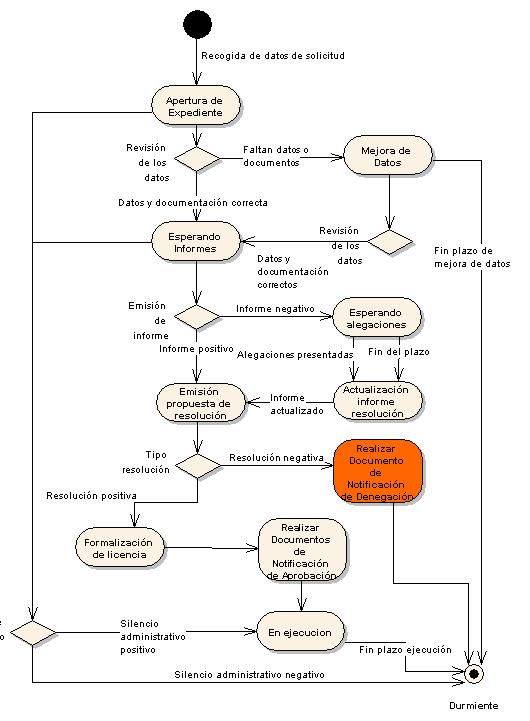 Recogida de datos de solicitud
Apertura de
Expediente
Revisión
de los
datos
Faltan datos o
documentos
Mejora de
Datos
Datos y documentación correcta
Esperando
Informes
Revisión
de los
datos
Datos y
documentación
correctos
Fin plazo de
mejora de datos
Emisión
de
informe
Informe negativo
Esperando
alegaciones
Informe positivo
Alegaciones presentadas
Fin del plazo
Emisión
propuesta de
resolución
Informe
actualizado
Actualización
informe
resolución
Tipo
resolución
Resolución negativa
Realizar
Documento
de
Notificación
de Denegación
Resolución positiva
Formalización
de licencia
Realizar
Documentos
de
Notificación
de Aprobación
Silencio
administrativo
positivo
En ejecucion
Fin plazo ejecución
Silencio administrativo negativo
Durmiente